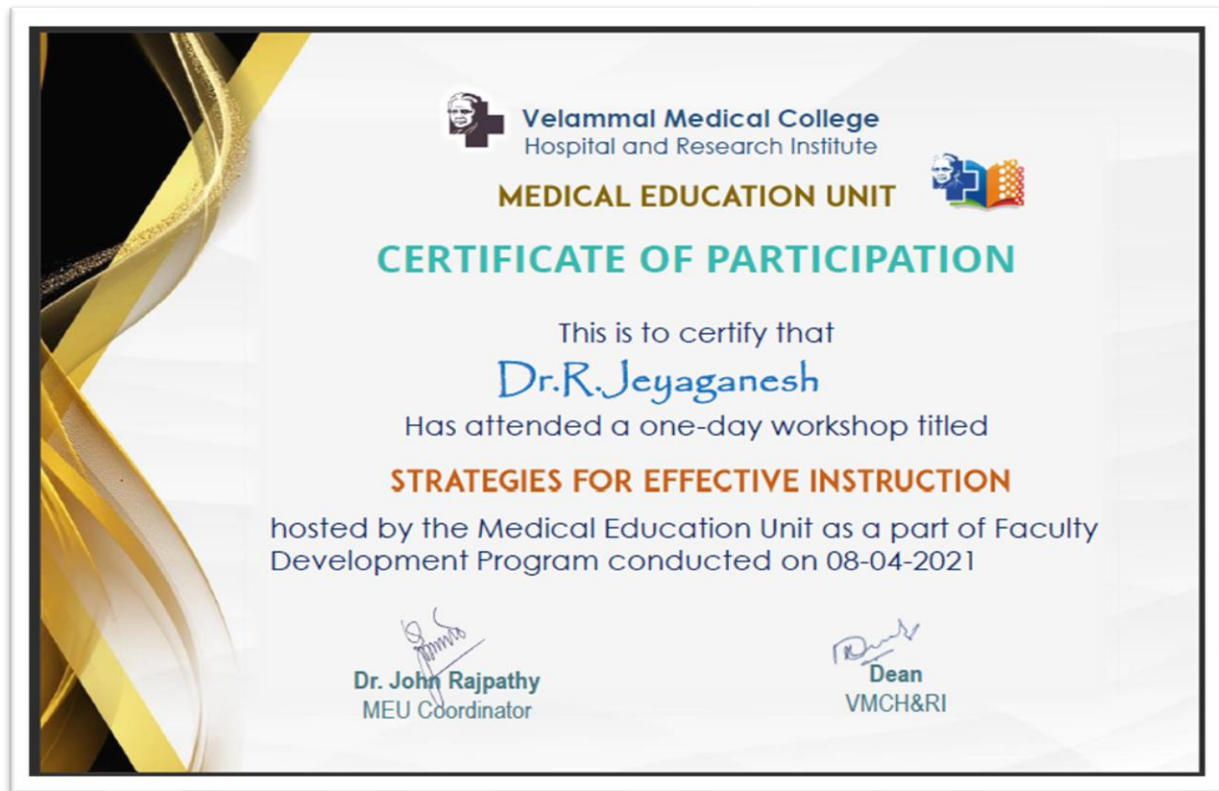 Velammal Medical College
Hospital and Research Institute
MEDICAL EDUCATION UNIT
CERTIFICATE OF PARTICIPATION
This is to certify that
Dr.R.Jeyaganesh
Has attended a one-day workshop titled
STRATEGIES FOR EFFECTIVE INSTRUCTION
hosted by the Medical Education Unit as a part of Faculty
Development Program conducted on 08-04-2021
Dr. John Rajpathy
MEU Coordinator
Dean
VMCH&RI